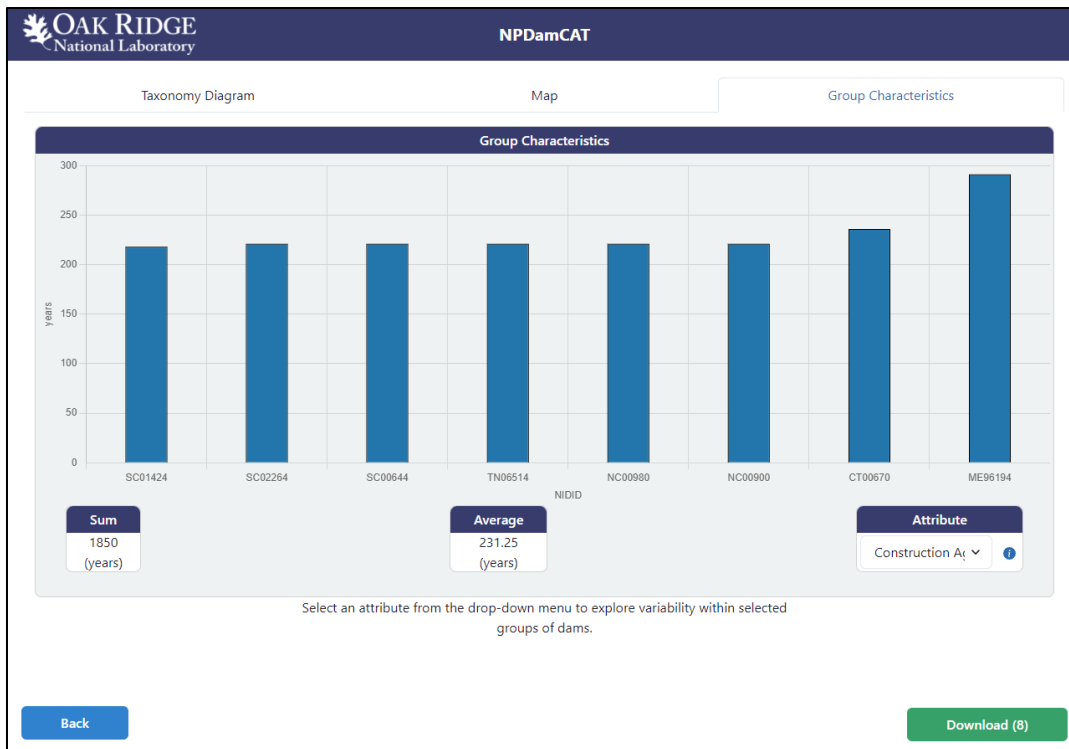 OAK RIDGE
National Laboratory
NPDamCAT
Taxonomy Diagram
Map
Group Characteristics
Group Characteristics
300
250
200
150
100
50
0
years
SC01424
SC02264
SC00644
TN06514
NC00980
NC00900
CT00670
ME96194
NIDID
Sum
1850
(years)
Average
231.25
(years)
Attribute
Construction Ag
Select an attribute from the drop-down menu to explore variability within selected
groups of dams.
Back
Download (8)